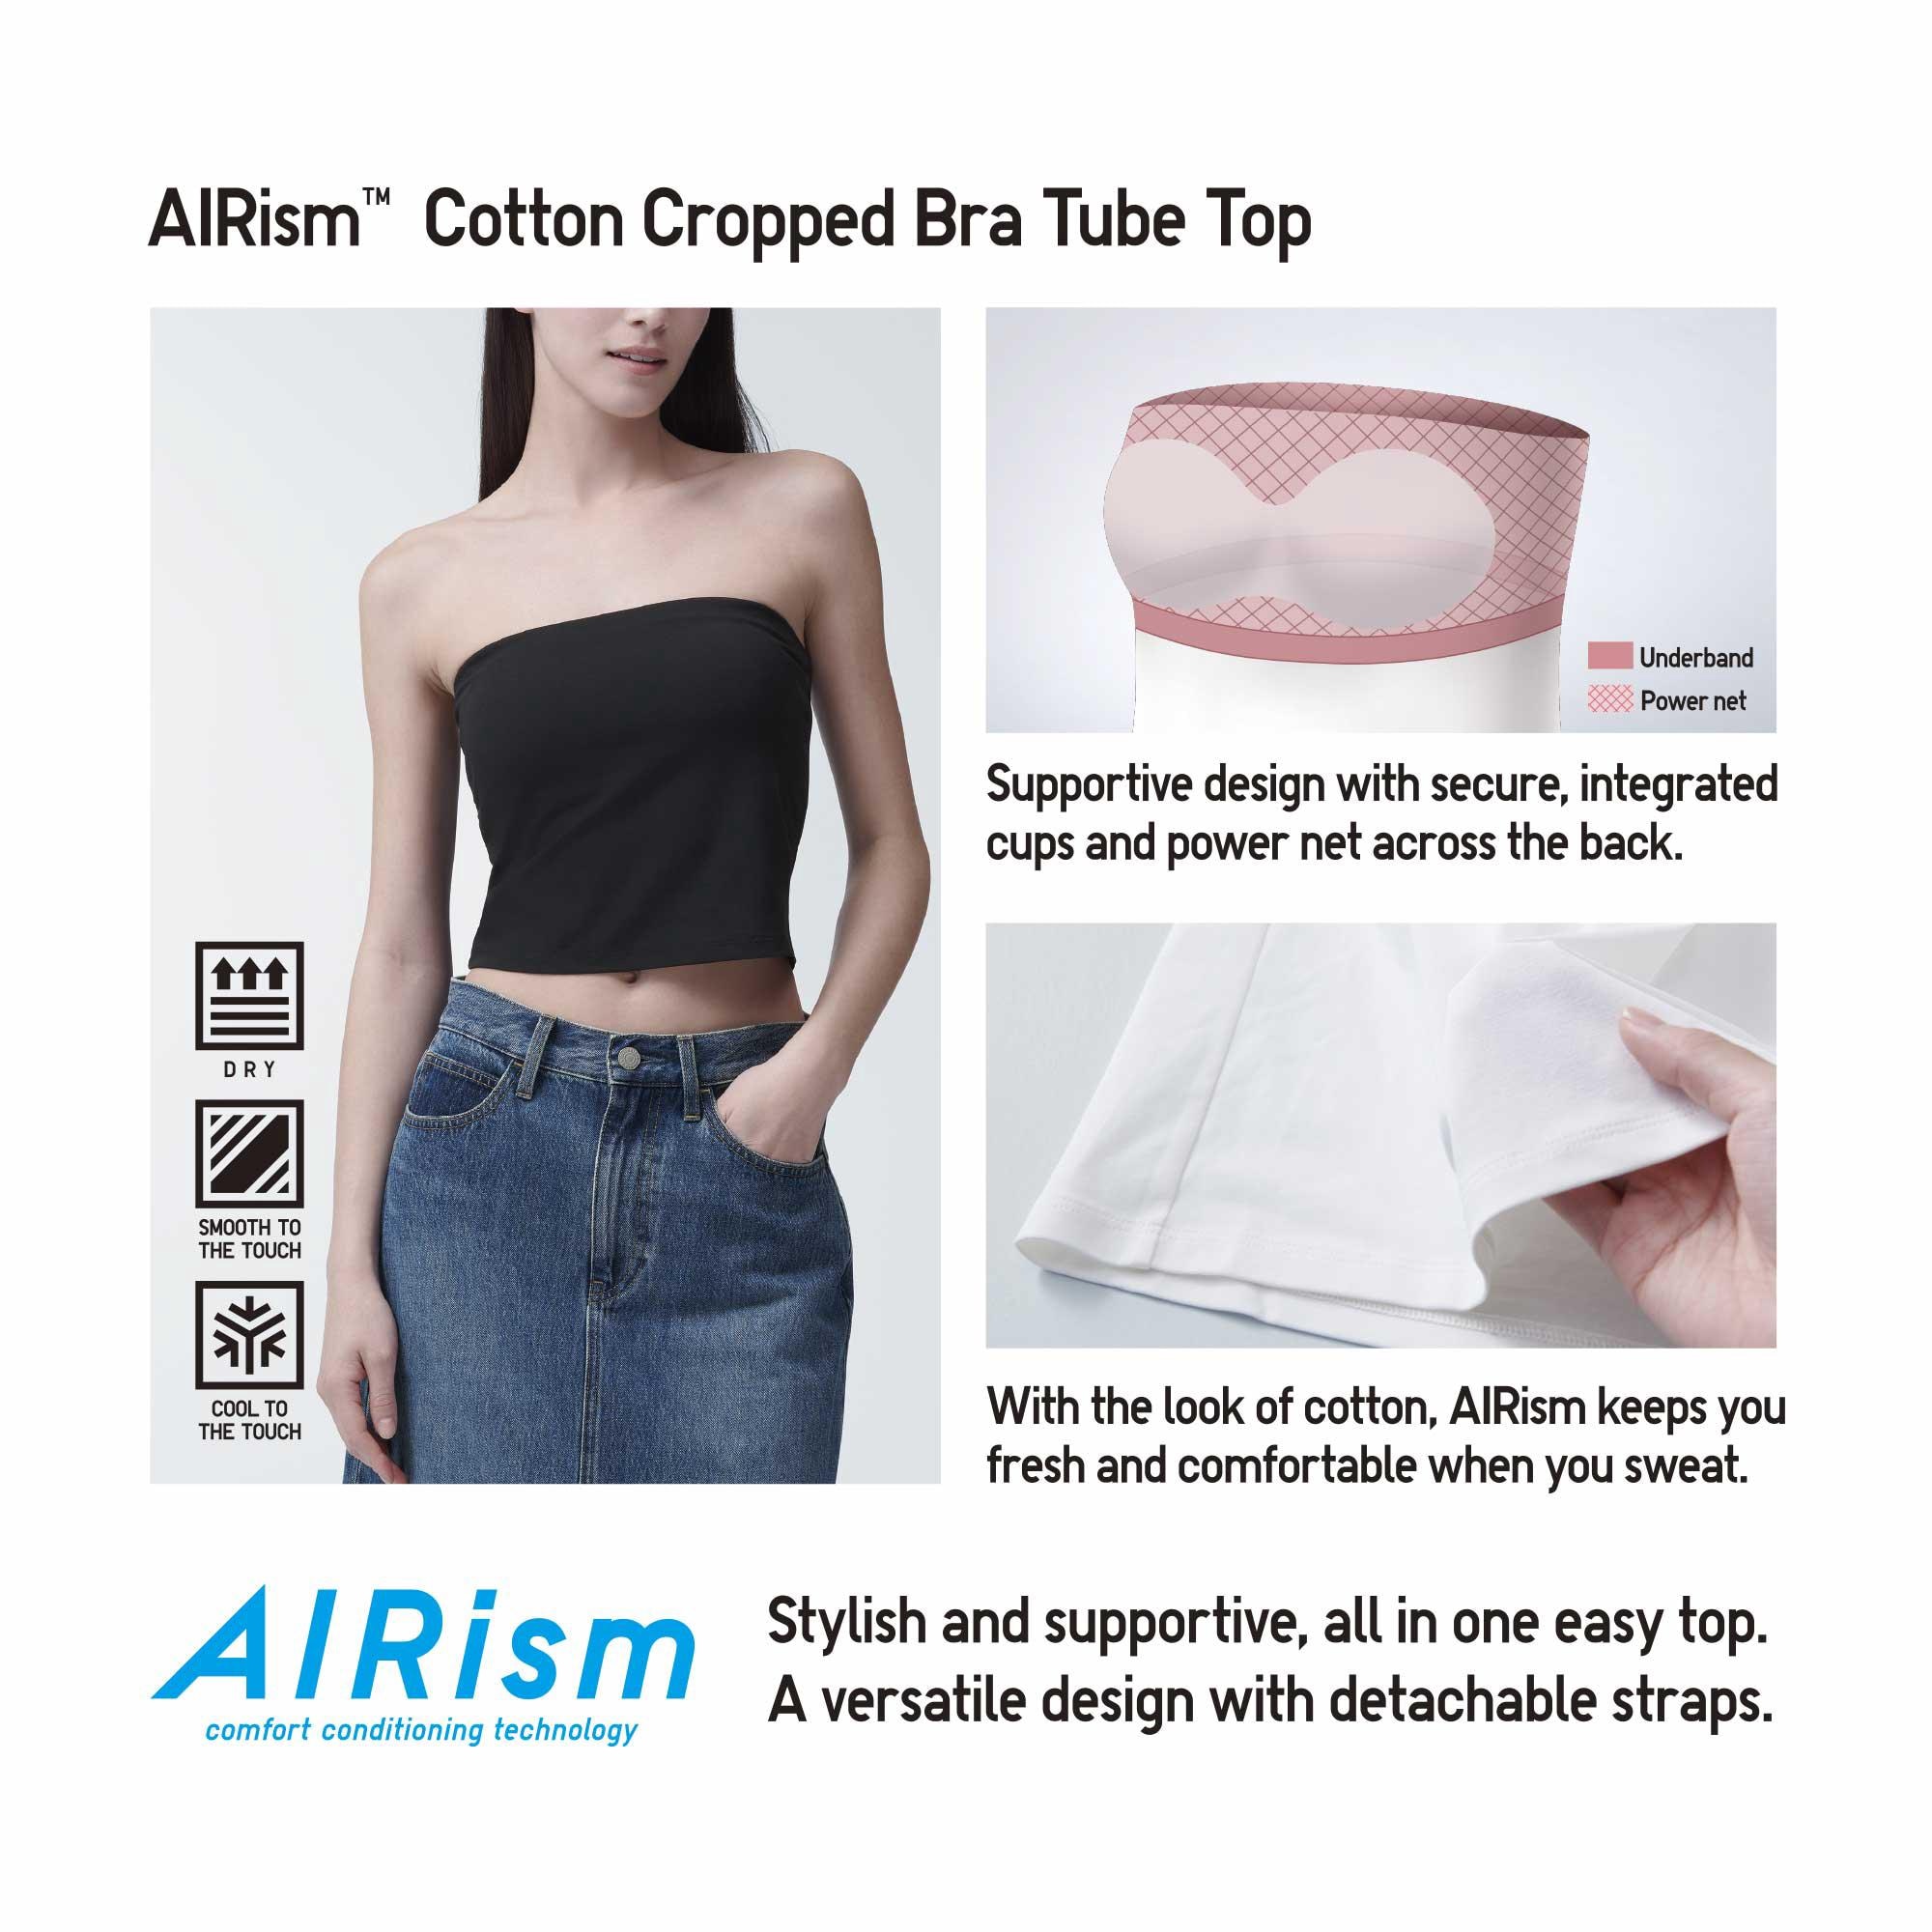 AIRism™ Cotton Cropped Bra Tube Top
DRY
SMOOTH TO
THE TOUCH
COOL TO
THE TOUCH
Underband
Power net
Supportive design with secure, integrated
cups and power net across the back.
With the look of cotton, AIRism keeps you
fresh and comfortable when you sweat.
AIRism
comfort conditioning technology
Stylish and supportive, all in one easy top.
A versatile design with detachable straps.